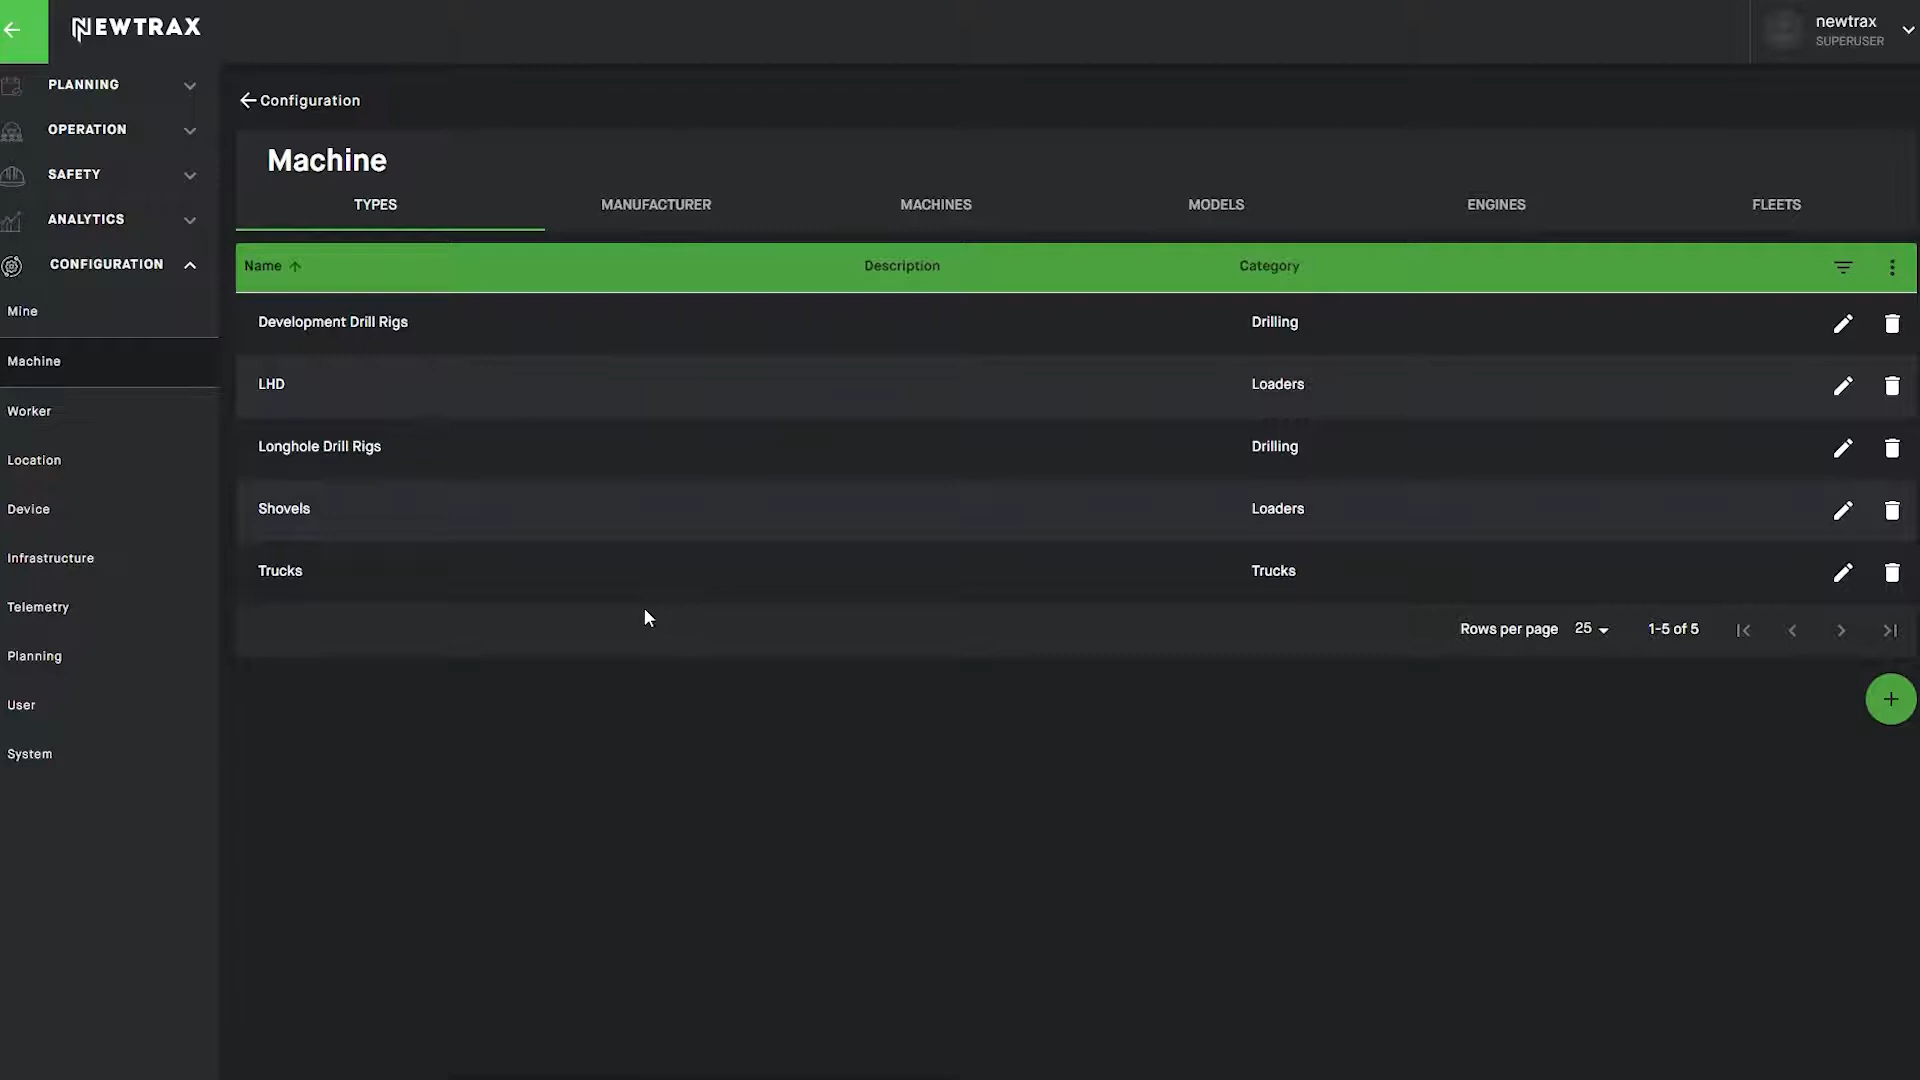 NEWTRAX
newtrax
SUPERUSER
PLANNING
OPERATION
SAFETY
ANALYTICS
CONFIGURATION
Mine
Machine
Worker
Location
Device
Infrastructure
Telemetry
Planning
User
System
Configuration
Machine
TYPES MANUFACTURER MACHINES MODELS ENGINES FLEETS
Name Description Category
Development Drill Rigs Drilling
LHD Loaders
Longhole Drill Rigs Drilling
Shovels Loaders
Trucks Trucks
Rows per page 25 1-5 of 5